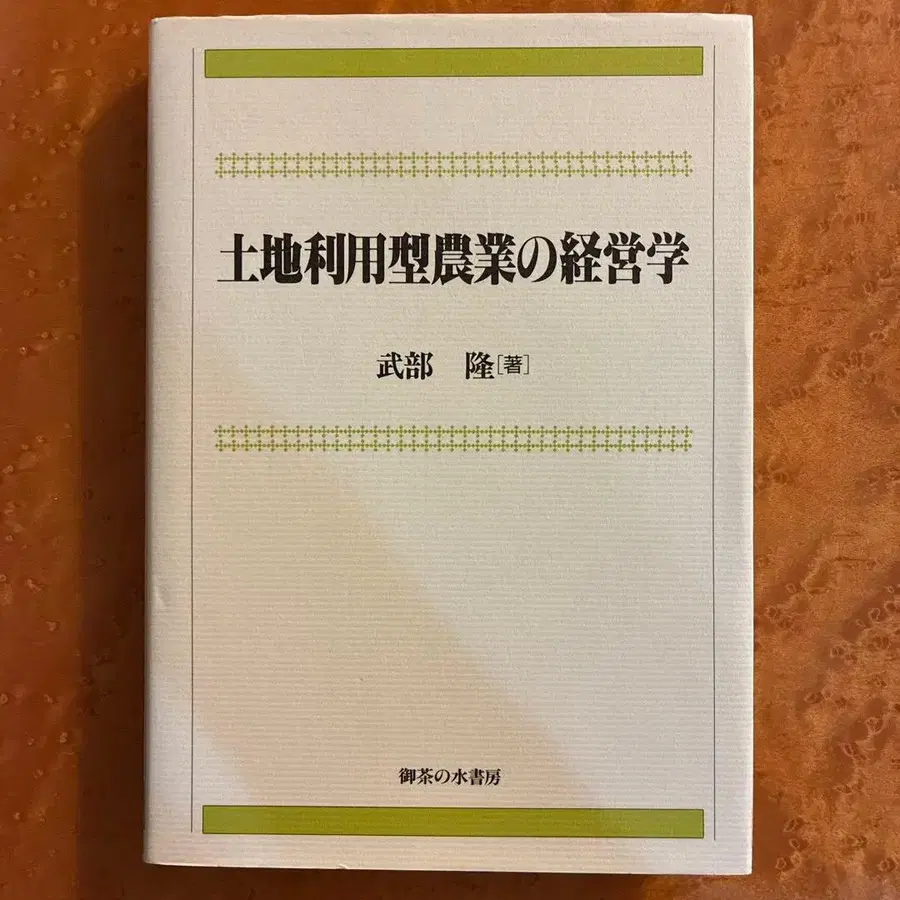 土地利用型農業の経営学
武部 隆[著]
御茶の水書房